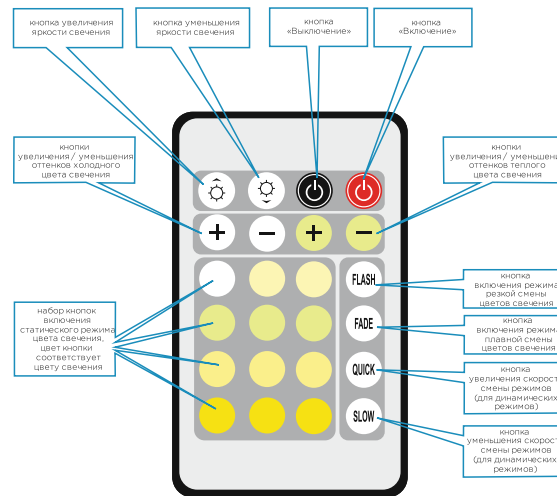 кнопка увеличения
яркости свечения
кнопка уменьшения
яркости свечения
кнопка
«Выключение»
кнопка
«Включение»
кнопки
увеличения / уменьшения
оттенков холодного
цвета свечения
кнопки
увеличения / уменьшени
оттенков теплого
цвета свечения
+
−
+
−
FLASH
FADE
QUICK
SLOW
набор кнопок
включения
статического режима
цвета свечения,
цвет кнопки
соответствует
цвету свечения
кнопка
включения режима
резкой смены
цветов свечения
кнопка
включения режима
плавной смены
цветов свечения
кнопка
увеличения скорост
смены режимов
(для динамических
режимов)
кнопка
уменьшения скорост
смены режимов
(для динамических
режимов)